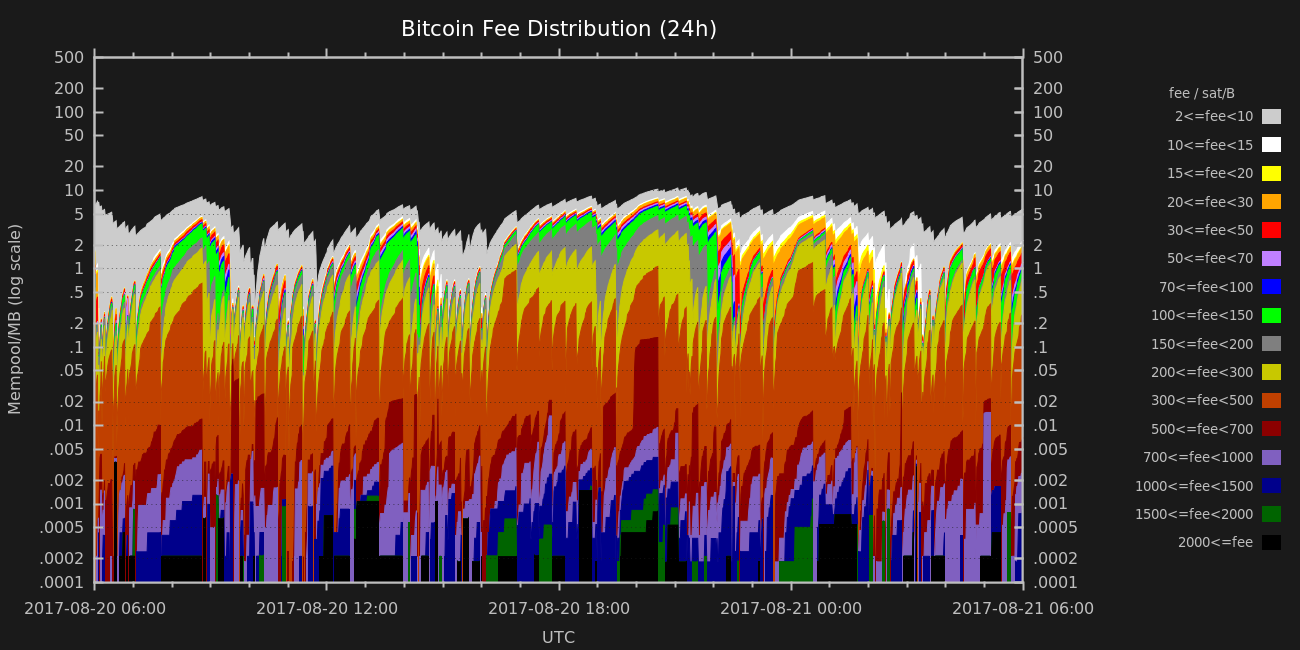 Bitcoin Fee Distribution (24h)
Mempool/MB (log scale)
500
200
100
50
20
10
5
2
1
.5
.2
.1
.05
.02
.01
.005
.002
.001
.0005
.0002
.0001
500
200
100
50
20
10
5
2
1
.5
.2
.1
.05
.02
.01
.005
.002
.001
.0005
.0002
.0001
2017-08-20 06:00
2017-08-20 12:00
2017-08-20 18:00
2017-08-21 00:00
2017-08-21 06:00
UTC
fee / sat/B
2<=fee<10
10<=fee<15
15<=fee<20
20<=fee<30
30<=fee<50
50<=fee<70
70<=fee<100
100<=fee<150
150<=fee<200
200<=fee<300
300<=fee<500
500<=fee<700
700<=fee<1000
1000<=fee<1500
1500<=fee<2000
2000<=fee